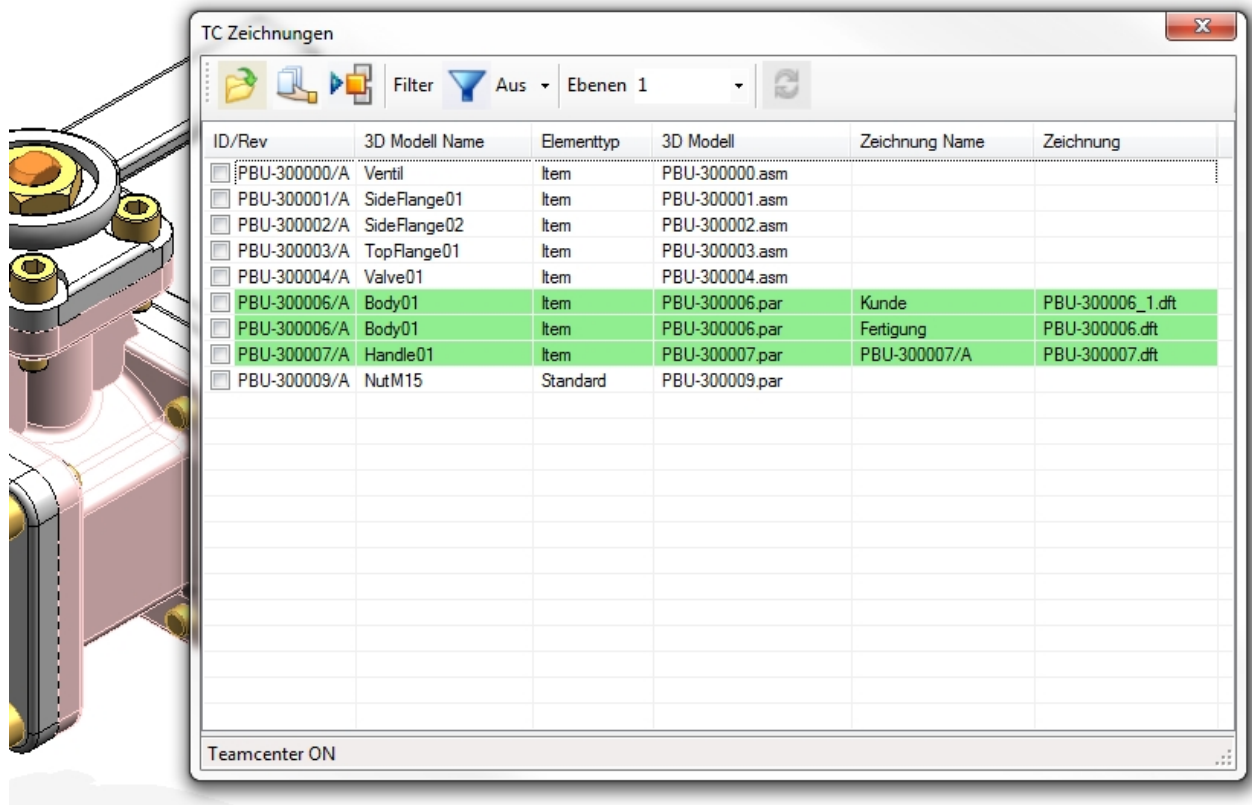 TC Zeichnungen
Filter Aus Ebenen 1
ID/Rev 3D Modell Name Elementtyp 3D Modell Zeichnung Name Zeichnung
PBU-300000/A Ventil Item PBU-300000.asm
PBU-300001/A SideFlange01 Item PBU-300001.asm
PBU-300002/A SideFlange02 Item PBU-300002.asm
PBU-300003/A TopFlange01 Item PBU-300003.asm
PBU-300004/A Valve01 Item PBU-300004.asm
PBU-300006/A Body01 Item PBU-300006.par Kunde PBU-300006_1.dft
PBU-300006/A Body01 Item PBU-300006.par Fertigung PBU-300006.dft
PBU-300007/A Handle01 Item PBU-300007.par PBU-300007/A PBU-300007.dft
PBU-300009/A NutM15 Standard PBU-300009.par
Teamcenter ON